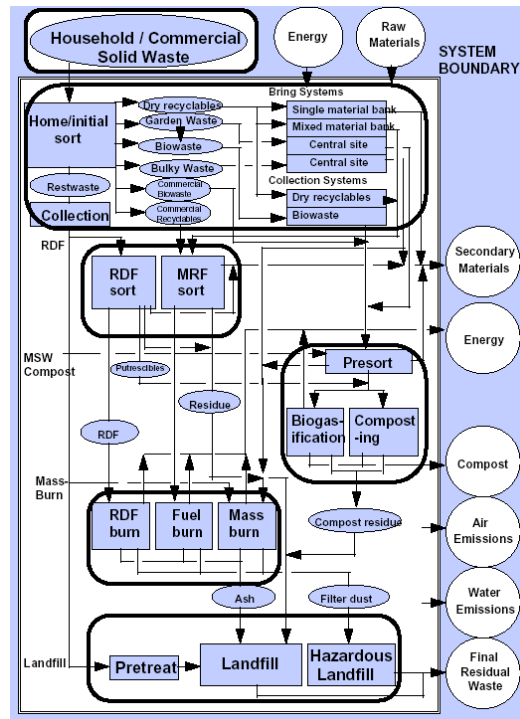 Household / Commercial
Solid Waste
Energy
Raw
Materials
SYSTEM
BOUNDARY
Bring Systems
Home/initial
sort
Dry recyclables
Garden Waste
Biowaste
Bulky Waste
Commercial
Biowaste
Commercial
Recyclables
Single material bank
Mixed material bank
Central site
Central site
Collection Systems
Dry recyclables
Biowaste
Restwaste
Collection
RDF
RDF
sort
MRF
sort
Secondary
Materials
Energy
MSW
Compost
Putrescibles
Residue
Presort
RDF
Biogas-
ification
Compost
-ing
Compost
Mass-
Burn
RDF
burn
Fuel
burn
Mass
burn
Compost residue
Air
Emissions
Ash
Filter dust
Water
Emissions
Landfill
Pretreat
Landfill
Hazardous
Landfill
Final
Residual
Waste